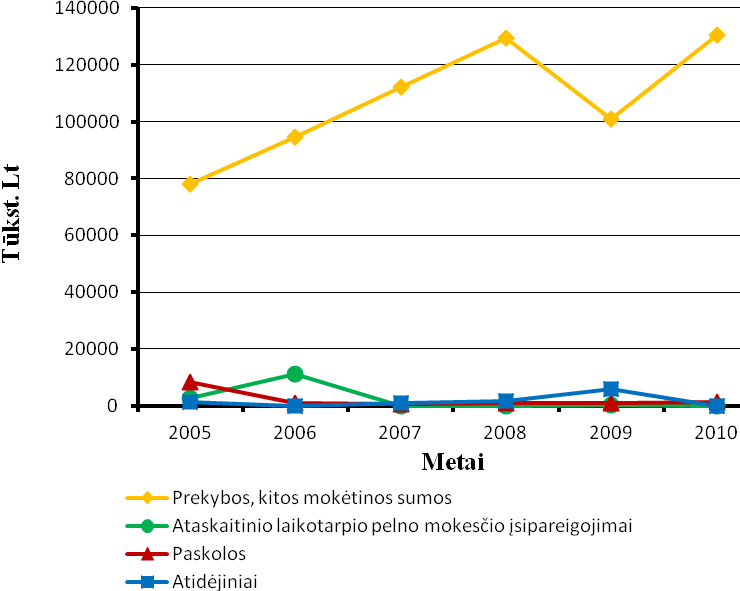 140000
120000
100000
80000
60000
40000
20000
0
Tūkst. Lt
2005 2006 2007 2008 2009 2010
Metai
Prekybos, kitos mokėtinos sumos
Ataskaitinio laikotarpio pelno mokesčio įsipareigojimai
Paskolos
Atidėjiniai